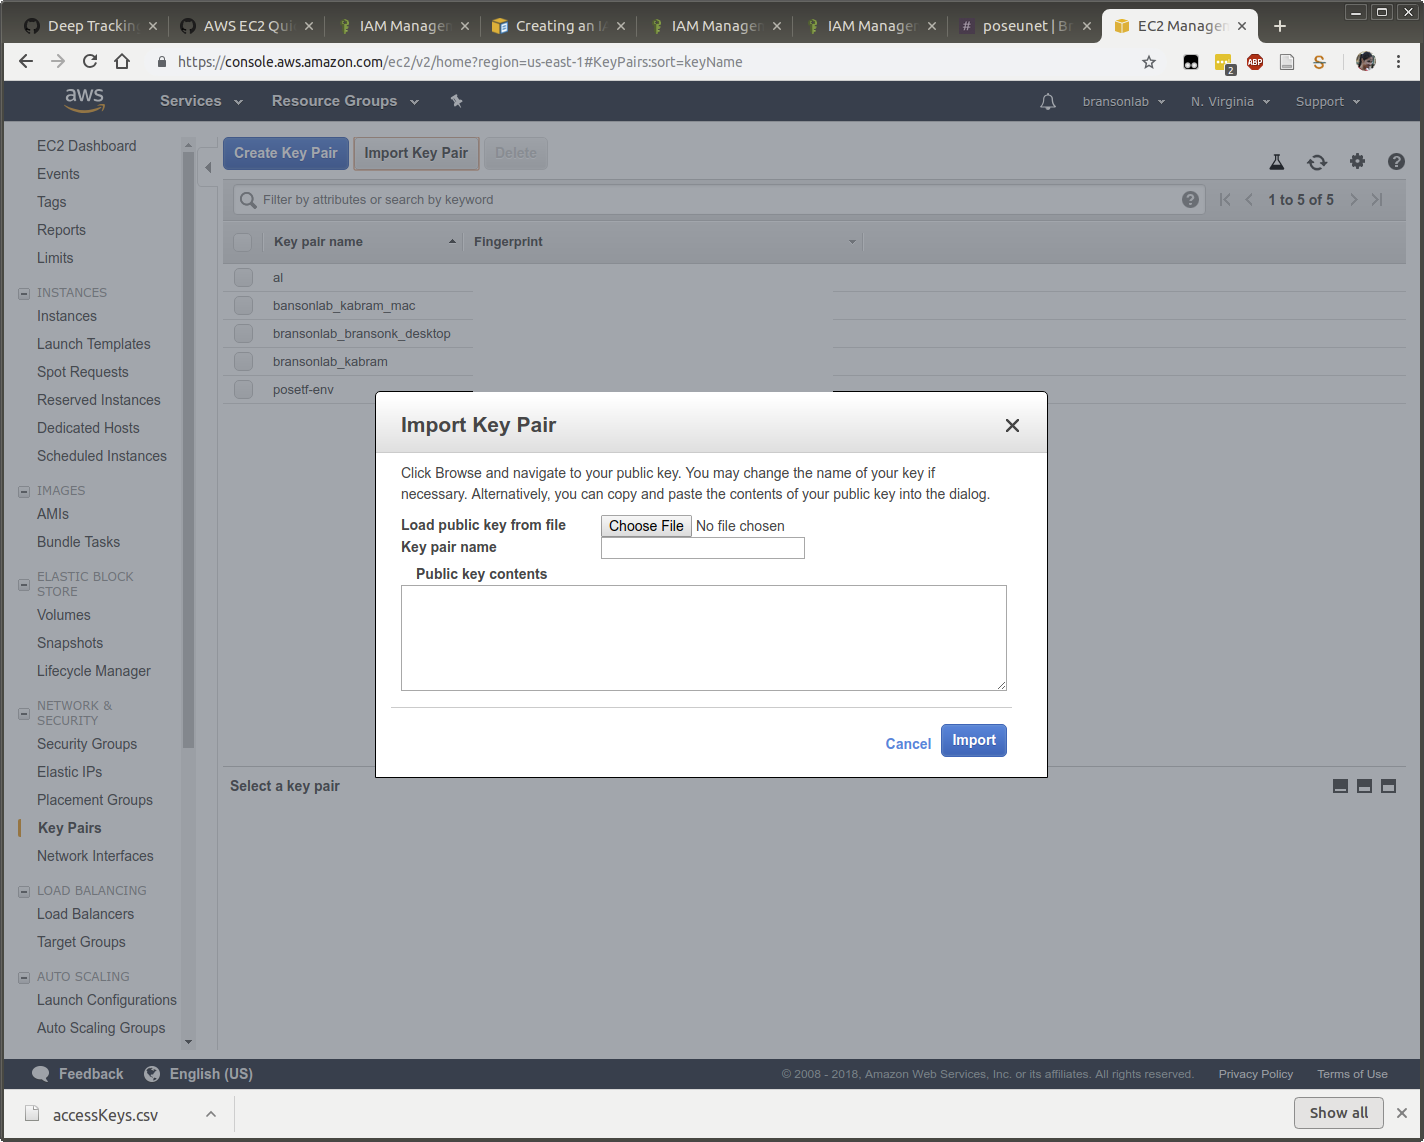 Deep Tracking
AWS EC2 Qui
IAM Manage
Creating an I
IAM Manage
IAM Manage
poseunet | Br
EC2 Manage
https://console.aws.amazon.com/ec2/v2/home?region=us-east-1#KeyPairs:sort=keyName
2
ABP
S
aws
Services
Resource Groups
bransonlab
N. Virginia
Support
EC2 Dashboard
Events
Tags
Reports
Limits
INSTANCES
Instances
Launch Templates
Spot Requests
Reserved Instances
Dedicated Hosts
Scheduled Instances
IMAGES
AMIs
Bundle Tasks
ELASTIC BLOCK
STORE
Volumes
Snapshots
Lifecycle Manager
NETWORK &
SECURITY
Security Groups
Elastic IPs
Placement Groups
Key Pairs
Network Interfaces
LOAD BALANCING
Load Balancers
Target Groups
AUTO SCALING
Launch Configurations
Auto Scaling Groups
Create Key Pair
Import Key Pair
Delete
Filter by attributes or search by keyword
1 to 5 of 5
Key pair name
Fingerprint
al
bansonlab_kabram_mac
bransonlab_bransonk_desktop
bransonlab_kabram
posetf-env
Import Key Pair
Click Browse and navigate to your public key. You may change the name of your key if
necessary. Alternatively, you can copy and paste the contents of your public key into the dialog.
Load public key from file
Choose File No file chosen
Key pair name
Public key contents
Cancel
Import
Select a key pair
Feedback
English (US)
© 2008 - 2018, Amazon Web Services, Inc. or its affiliates. All rights reserved.
Privacy Policy
Terms of Use
accessKeys.csv
Show all